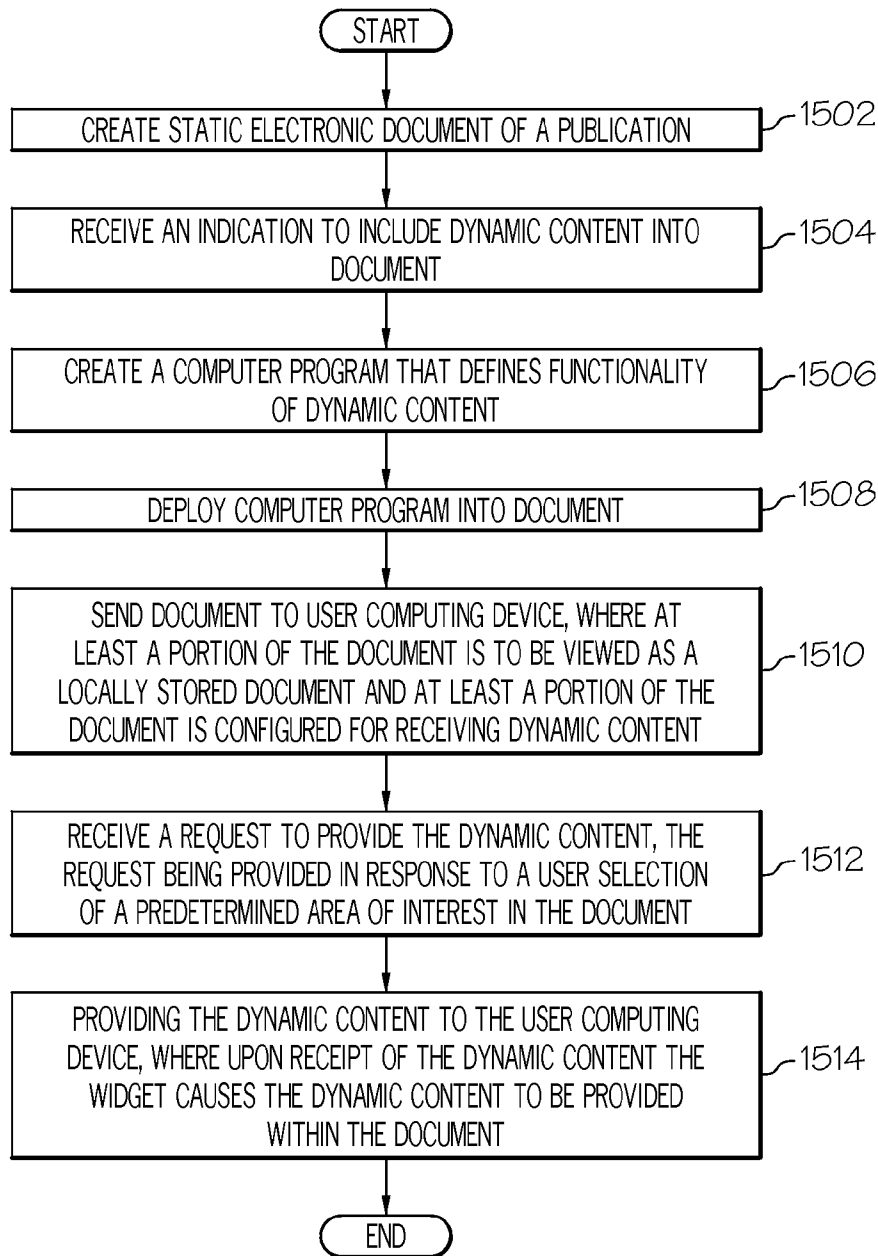 START
CREATE STATIC ELECTRONIC DOCUMENT OF A PUBLICATION
1502
RECEIVE AN INDICATION TO INCLUDE DYNAMIC CONTENT INTO
DOCUMENT
1504
CREATE A COMPUTER PROGRAM THAT DEFINES FUNCTIONALITY
OF DYNAMIC CONTENT
1506
DEPLOY COMPUTER PROGRAM INTO DOCUMENT
1508
SEND DOCUMENT TO USER COMPUTING DEVICE, WHERE AT
LEAST A PORTION OF THE DOCUMENT IS TO BE VIEWED AS A
LOCALLY STORED DOCUMENT AND AT LEAST A PORTION OF THE
DOCUMENT IS CONFIGURED FOR RECEIVING DYNAMIC CONTENT
1510
RECEIVE A REQUEST TO PROVIDE THE DYNAMIC CONTENT, THE
REQUEST BEING PROVIDED IN RESPONSE TO A USER SELECTION
OF A PREDETERMINED AREA OF INTEREST IN THE DOCUMENT
1512
PROVIDING THE DYNAMIC CONTENT TO THE USER COMPUTING
DEVICE, WHERE UPON RECEIPT OF THE DYNAMIC CONTENT THE
WIDGET CAUSES THE DYNAMIC CONTENT TO BE PROVIDED
WITHIN THE DOCUMENT
1514
END